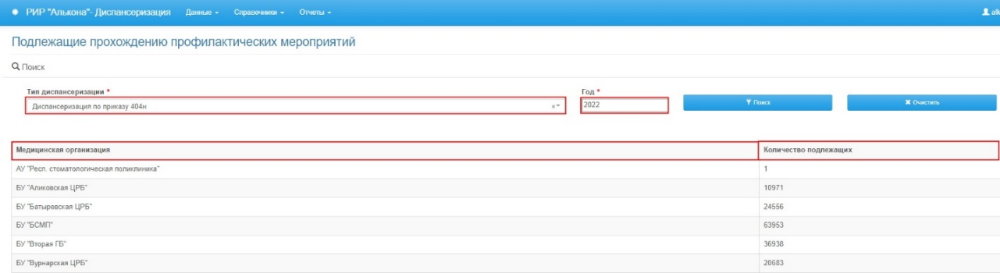 РИР "Алькона"- Диспансеризация Данные Справочники Отчеты
Подлежащие прохождению профилактических мероприятий
Поиск
Тип диспансеризации * Год *
Диспансеризация по приказу 404н × 2022 Поиск Очистить
Медицинская организация Количество подлежащих
АУ "Респ. стоматологическая поликлиника" 1
БУ "Аликовская ЦРБ" 10971
БУ "Батыревская ЦРБ" 24556
БУ "БСМП" 63953
БУ "Вторая ГБ" 36938
БУ "Вурнарская ЦРБ" 20683